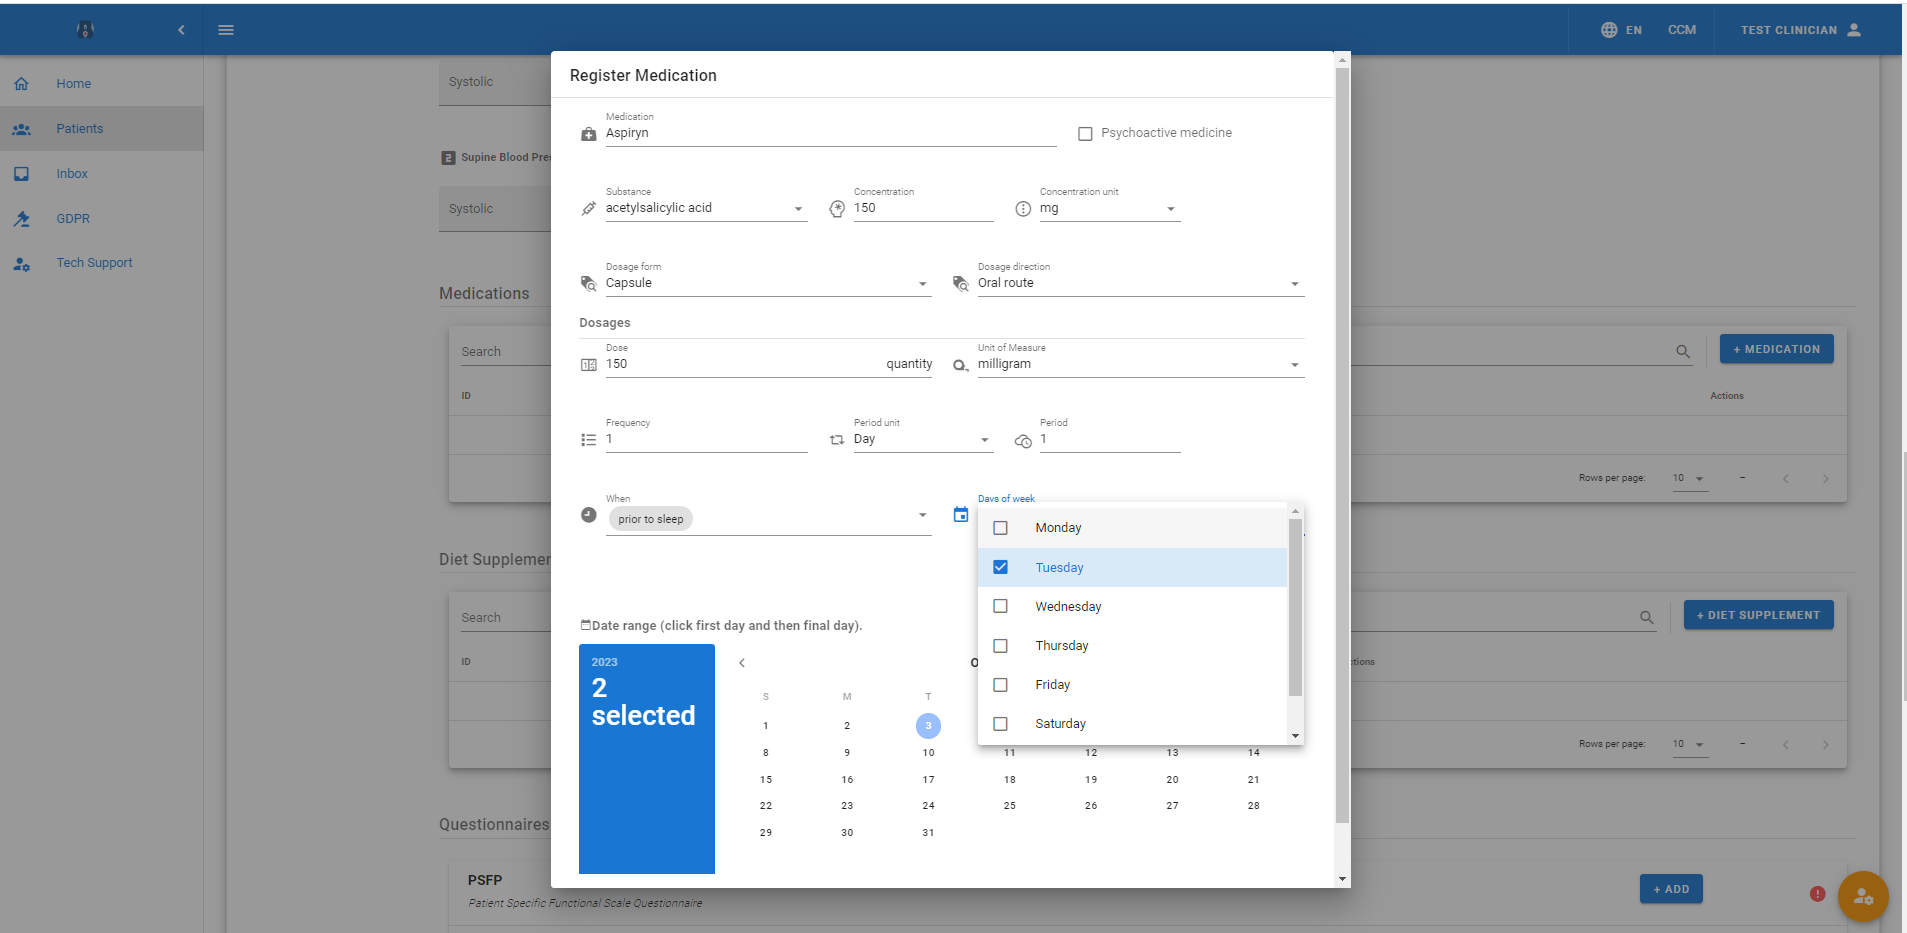 EN CCM TEST CLINICIAN
Home
Patients
Inbox
GDPR
Tech Support
Systolic
2 Supine Blood Pres
Systolic
Medications
Search
+ MEDICATION
ID
Actions
Rows per page: 10 –
Diet Supplemen
Search
+ DIET SUPPLEMENT
ID
ctions
Rows per page: 10 –
Questionnaires
PSFP
Patient Specific Functional Scale Questionnaire
+ ADD
Register Medication
Medication
Aspiryn
Psychoactive medicine
Substance Concentration Concentration unit
acetylsalicylic acid 150 mg
Dosage form Dosage direction
Capsule Oral route
Dosages
Dose Unit of Measure
150 quantity milligram
Frequency Period unit Period
1 Day 1
When Days of week
prior to sleep
Monday
Tuesday
Wednesday
Thursday
Friday
Saturday
Date range (click first day and then final day).
2023
2
selected
O
S M T
1 2 3
8 9 10 11 12 13 14
15 16 17 18 19 20 21
22 23 24 25 26 27 28
29 30 31